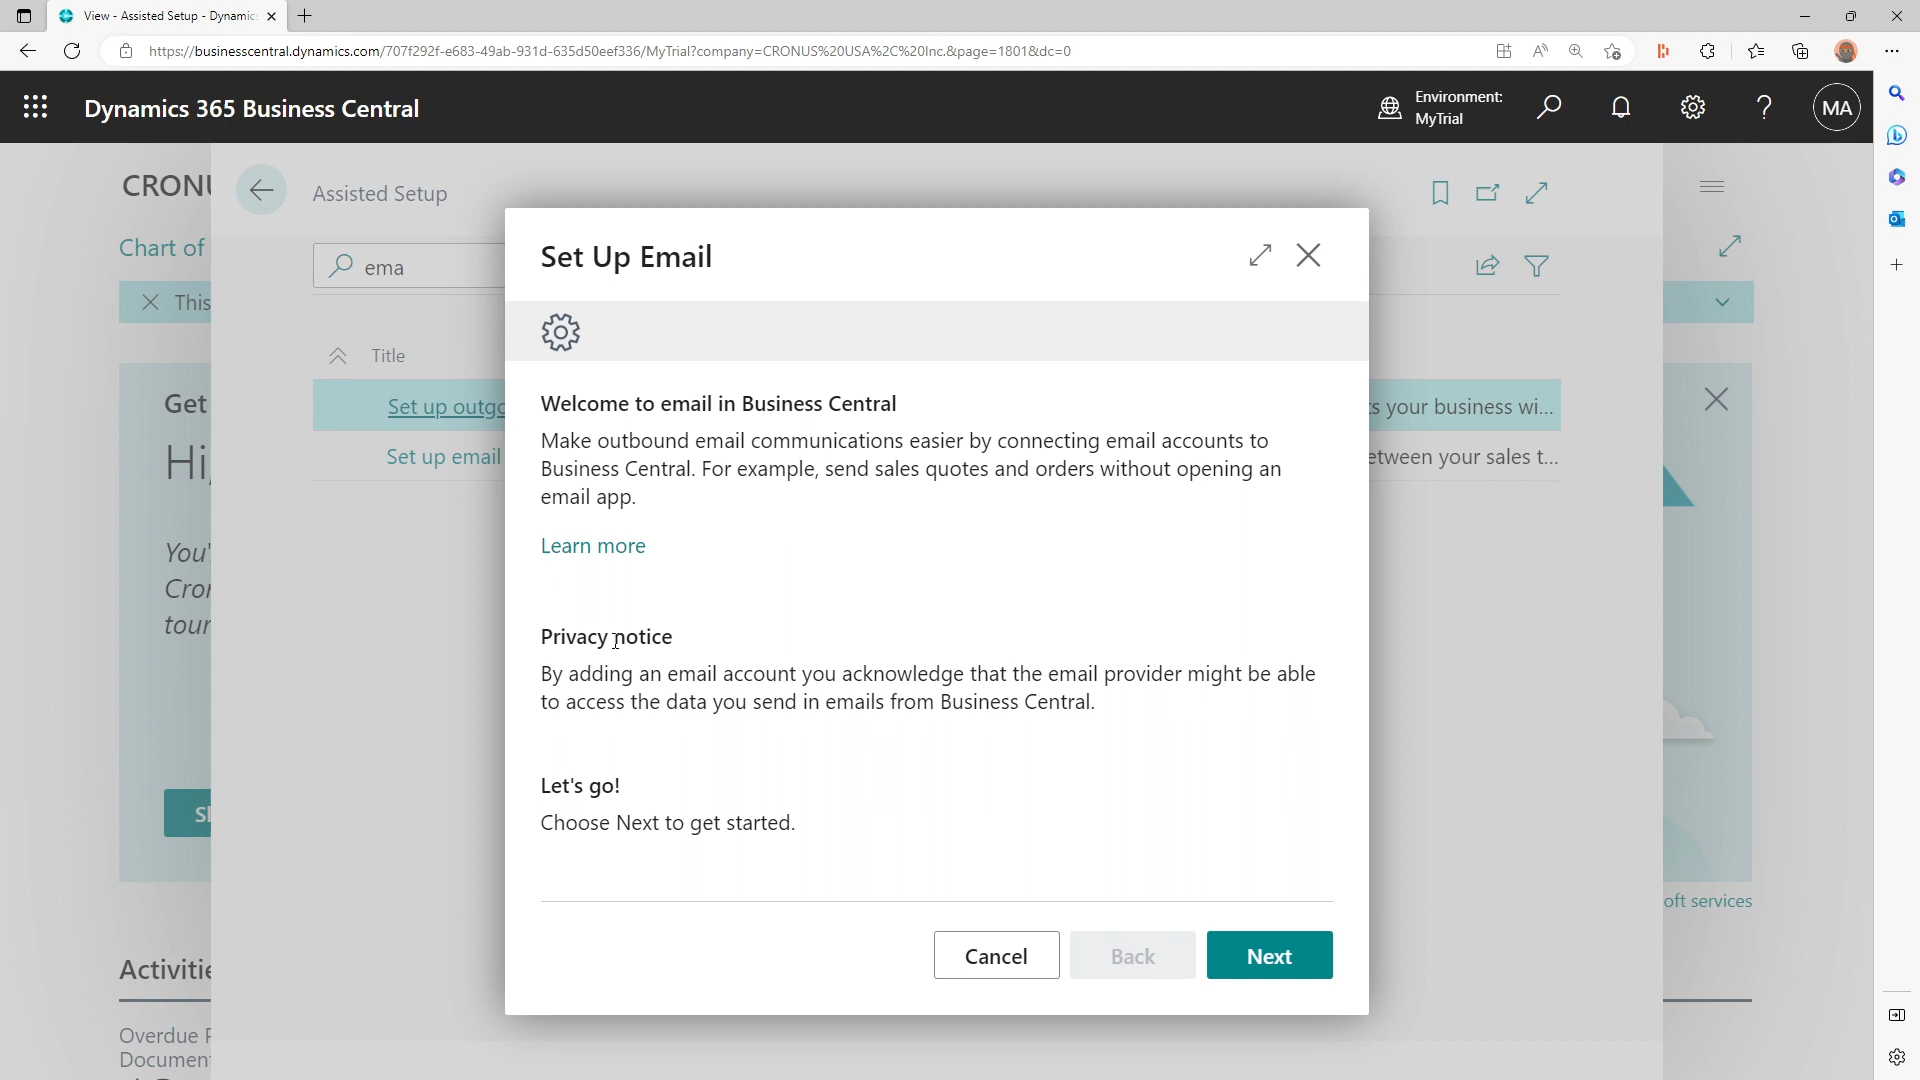 View - Assisted Setup - Dynamic
https://businesscentral.dynamics.com/707f292f-e683-49ab-931d-635d50eef336/MyTrial?company=CRONUS%20USA%2C%20Inc.&page=1801&dc=0
Dynamics 365 Business Central
Environment:
MyTrial
MA
CRONU
Assisted Setup
Chart of
ema
This
Title
Get
Set up outgo
s your business wi...
Hi,
Set up email
etween your sales t...
You'
Cron
tour
Sh
oft services
Activitie
Overdue P
Document
Set Up Email
Welcome to email in Business Central
Make outbound email communications easier by connecting email accounts to
Business Central. For example, send sales quotes and orders without opening an
email app.
Learn more
Privacy notice
By adding an email account you acknowledge that the email provider might be able
to access the data you send in emails from Business Central.
Let's go!
Choose Next to get started.
Cancel
Back
Next